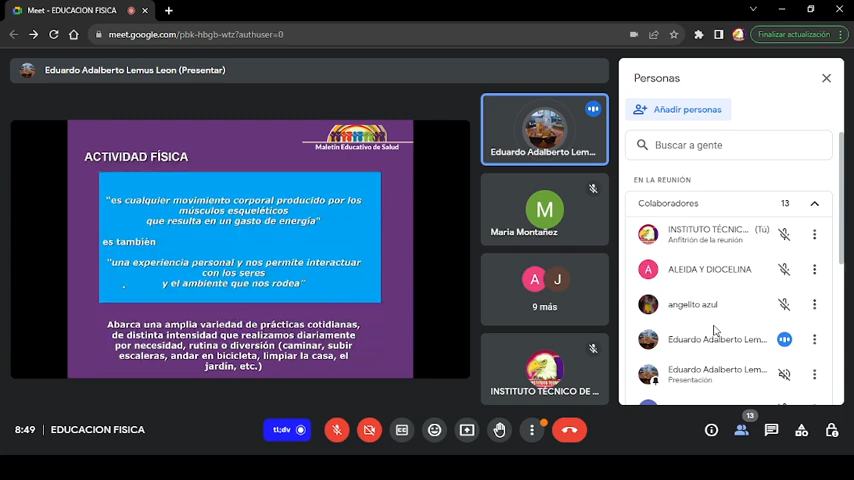 Meet - EDUCACION FISICA
meet.google.com/pbk-hbgb-wtz?authuser=0
Finalizar actualización
Eduardo Adalberto Lemus Leon (Presentar)
Maletín Educativo de Salud
ACTIVIDAD FÍSICA
"es cualquier movimiento corporal producido por los
músculos esqueléticos
que resulta en un gasto de energía"
es también
"una experiencia personal y nos permite interactuar
con los seres
. y el ambiente que nos rodea"
Abarca una amplia variedad de prácticas cotidianas,
de distinta intensidad que realizamos diariamente
por necesidad, rutina o diversión (caminar, subir
escaleras, andar en bicicleta, limpiar la casa, el
jardín, etc.)
Eduardo Adalberto Lem...
M
Maria Montañez
A J
9 más
INSTITUTO TÉCNICO DE ...
Personas
Añadir personas
Buscar a gente
EN LA REUNIÓN
Colaboradores 13
INSTITUTO TÉCNIC... (Tú)
Anfitrión de la reunión
A ALEIDA Y DIOCELINA
angelito azul
Eduardo Adalberto Lem...
Eduardo Adalberto Lem...
Presentación
8:49 | EDUCACION FISICA
tl;dv
13